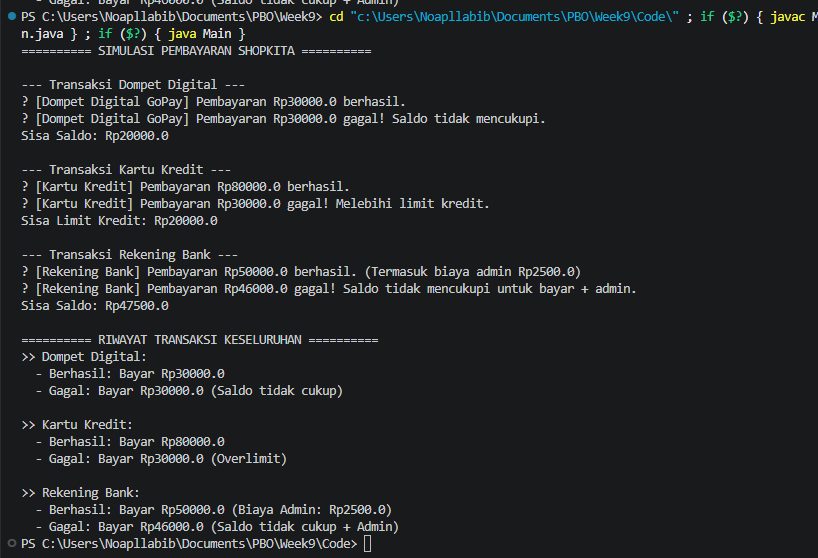 - Gagal: Bayar Rp46000.0 (Saldo tidak cukup + Admin)
PS C:\Users\Noapllabib\Documents\PBO\Week9> cd "c:\Users\Noapllabib\Documents\PBO\Week9\Code\" ; if ($?) { javac M
n.java } ; if ($?) { java Main }
========== SIMULASI PEMBAYARAN SHOPKITA ==========
--- Transaksi Dompet Digital ---
? [Dompet Digital GoPay] Pembayaran Rp30000.0 berhasil.
? [Dompet Digital GoPay] Pembayaran Rp30000.0 gagal! Saldo tidak mencukupi.
Sisa Saldo: Rp20000.0
--- Transaksi Kartu Kredit ---
? [Kartu Kredit] Pembayaran Rp80000.0 berhasil.
? [Kartu Kredit] Pembayaran Rp30000.0 gagal! Melebihi limit kredit.
Sisa Limit Kredit: Rp20000.0
--- Transaksi Rekening Bank ---
? [Rekening Bank] Pembayaran Rp50000.0 berhasil. (Termasuk biaya admin Rp2500.0)
? [Rekening Bank] Pembayaran Rp46000.0 gagal! Saldo tidak mencukupi untuk bayar + admin.
Sisa Saldo: Rp47500.0
========== RIWAYAT TRANSAKSI KESELURUHAN ==========
>> Dompet Digital:
- Berhasil: Bayar Rp30000.0
- Gagal: Bayar Rp30000.0 (Saldo tidak cukup)
>> Kartu Kredit:
- Berhasil: Bayar Rp80000.0
- Gagal: Bayar Rp30000.0 (Overlimit)
>> Rekening Bank:
- Berhasil: Bayar Rp50000.0 (Biaya Admin: Rp2500.0)
- Gagal: Bayar Rp46000.0 (Saldo tidak cukup + Admin)
PS C:\Users\Noapllabib\Documents\PBO\Week9\Code>